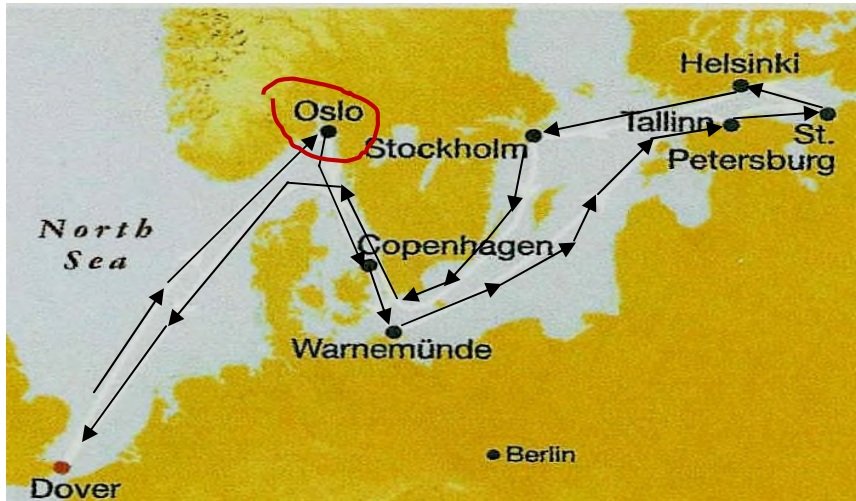 Helsinki
Oslo
Tallinn
St.
Stockholm
Petersburg
North
Sea
Copenhagen
Warnemünde
Berlin
Dover